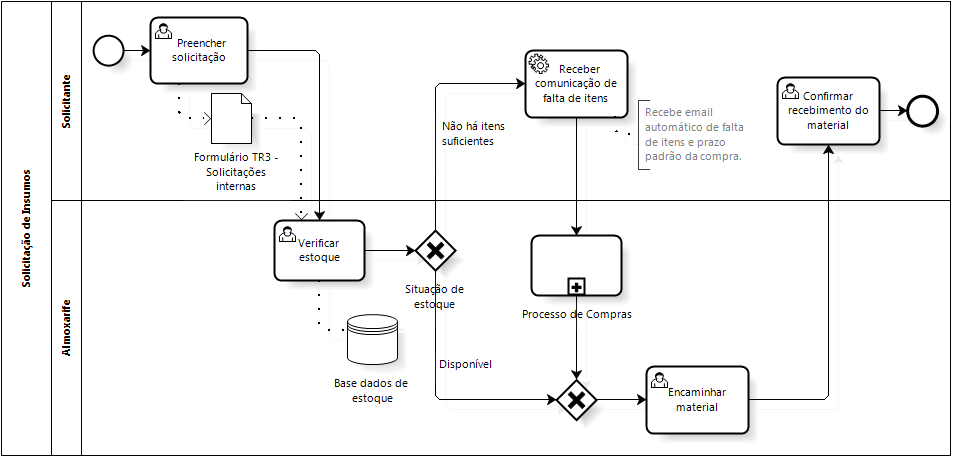 Solicitação de Insumos
Solicitante
Preencher
solicitação
Formulário TR3 -
Solicitações
internas
Não há itens
suficientes
Receber
comunicação de
falta de itens
Recebe email
automático de falta
de itens e prazo
padrão da compra.
Confirmar
recebimento do
material
Almoxarife
Verificar
estoque
Situação de
estoque
Base dados de
estoque
Disponível
Processo de Compras
Encaminhar
material